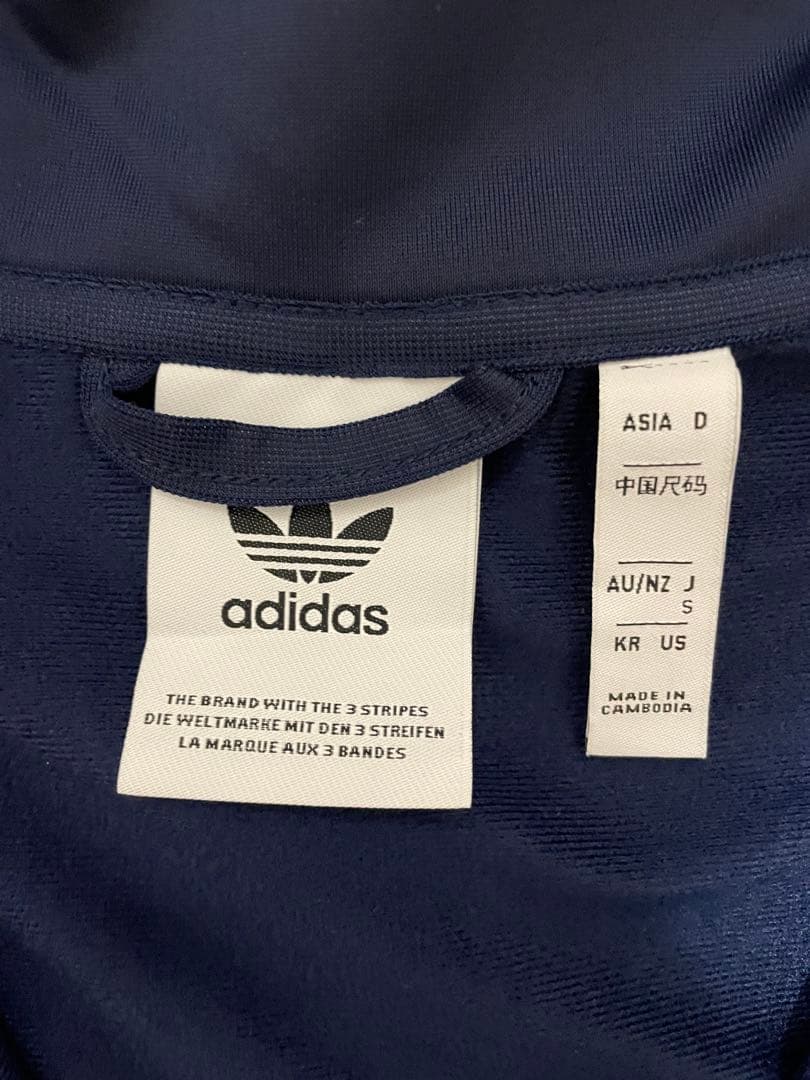 adidas
THE BRAND WITH THE 3 STRIPES
DIE WELTMARKE MIT DEN 3 STREIFEN
LA MARQUE AUX 3 BANDES
ASIA D
中国尺码
AU/NZ J
S
KR US
MADE IN
CAMBODIA